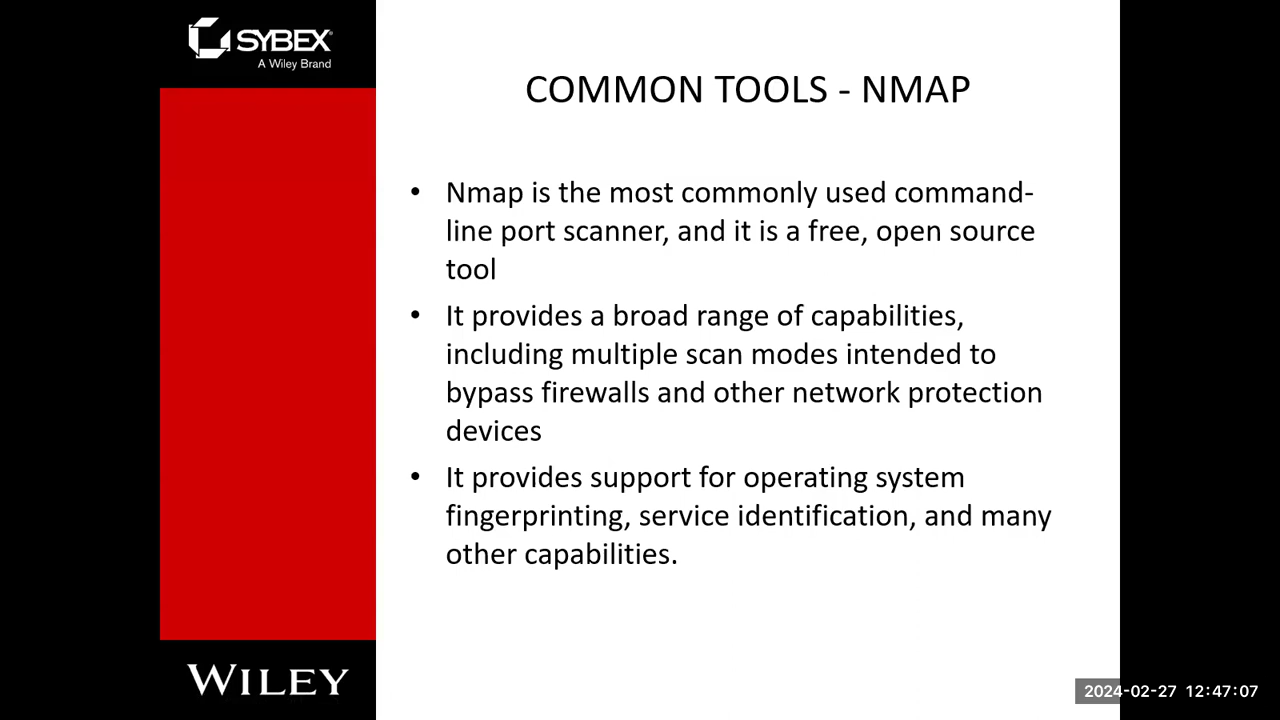 SYBEX
A Wiley Brand
COMMON TOOLS - NMAP
• Nmap is the most commonly used command-
line port scanner, and it is a free, open source
tool
• It provides a broad range of capabilities,
including multiple scan modes intended to
bypass firewalls and other network protection
devices
• It provides support for operating system
fingerprinting, service identification, and many
other capabilities.
WILEY
2024-02-27 12:47:07